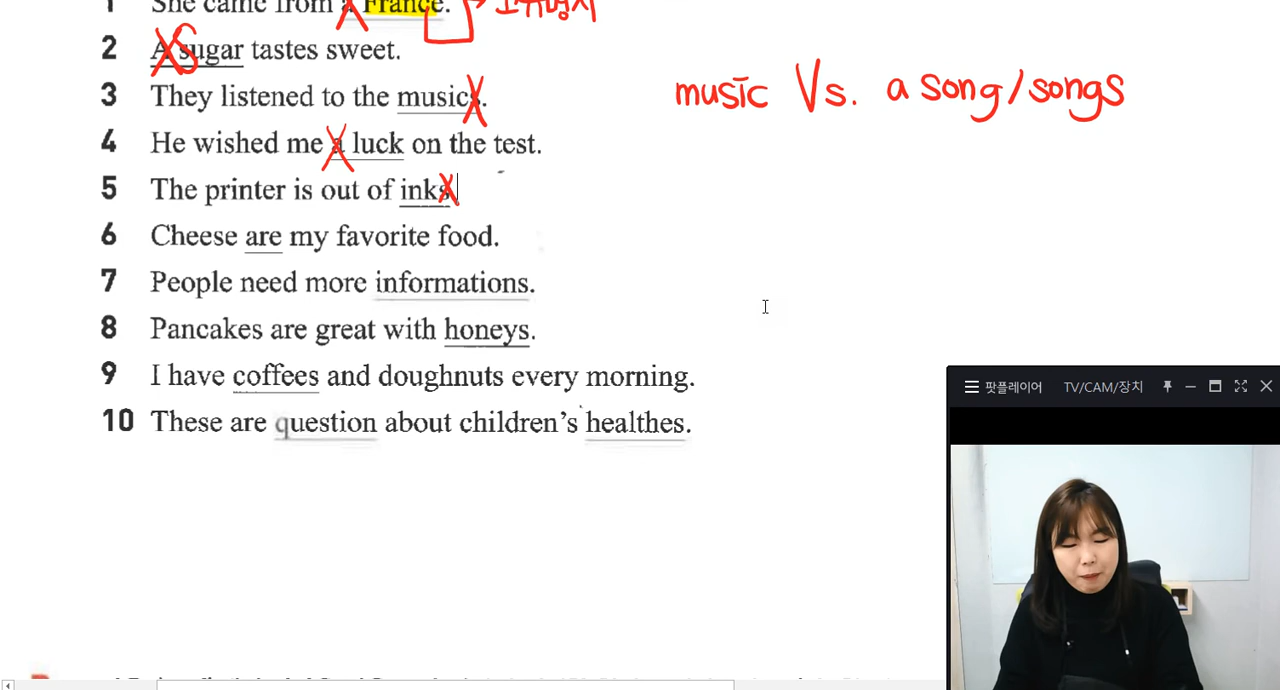 1 She came from a France. → 고유명사
2 A Sugar tastes sweet.
3 They listened to the musics.
music Vs. a song/songs
4 He wished me a luck on the test.
5 The printer is out of inks
6 Cheese are my favorite food.
7 People need more informations.
8 Pancakes are great with honeys.
9 I have coffees and doughnuts every morning.
10 These are question about children's healthes.
팟플레이어 TV/CAM/장치